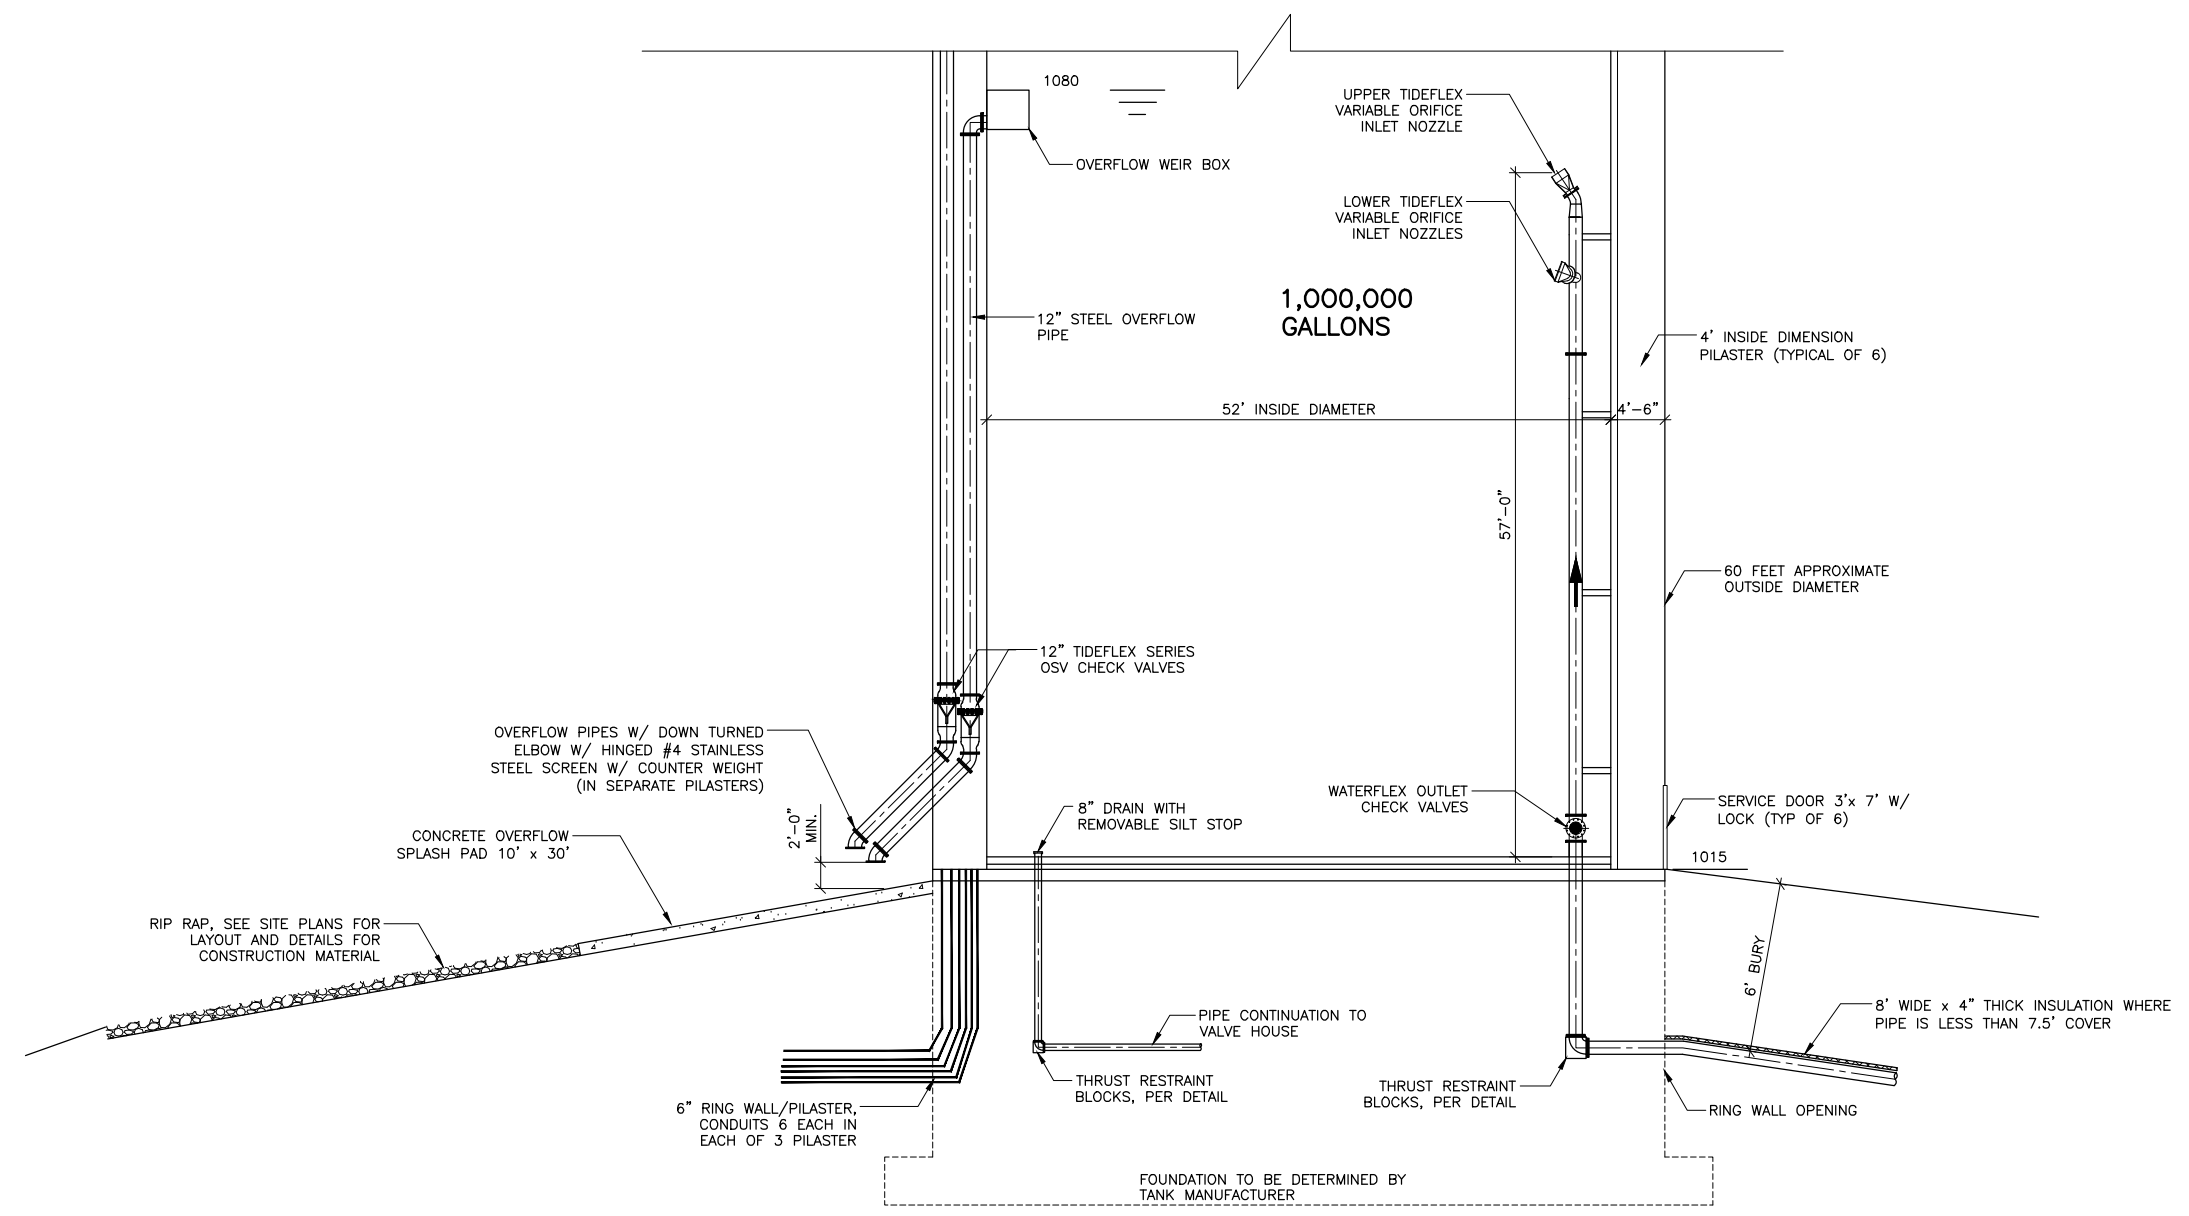 1080
OVERFLOW WEIR BOX
UPPER TIDEFLEX
VARIABLE ORIFICE
INLET NOZZLE
LOWER TIDEFLEX
VARIABLE ORIFICE
INLET NOZZLES
1,000,000
GALLONS
12" STEEL OVERFLOW
PIPE
4' INSIDE DIMENSION
PILASTER (TYPICAL OF 6)
52' INSIDE DIAMETER
4'-6"
57'-0"
60 FEET APPROXIMATE
OUTSIDE DIAMETER
12" TIDEFLEX SERIES
OSV CHECK VALVES
OVERFLOW PIPES W/ DOWN TURNED
ELBOW W/ HINGED #4 STAINLESS
STEEL SCREEN W/ COUNTER WEIGHT
(IN SEPARATE PILASTERS)
2'-0"
MIN.
8" DRAIN WITH
REMOVABLE SILT STOP
WATERFLEX OUTLET
CHECK VALVES
SERVICE DOOR 3'x 7' W/
LOCK (TYP OF 6)
CONCRETE OVERFLOW
SPLASH PAD 10' x 30'
1015
RIP RAP, SEE SITE PLANS FOR
LAYOUT AND DETAILS FOR
CONSTRUCTION MATERIAL
6' BURY
PIPE CONTINUATION TO
VALVE HOUSE
8' WIDE x 4" THICK INSULATION WHERE
PIPE IS LESS THAN 7.5' COVER
THRUST RESTRAINT
BLOCKS, PER DETAIL
THRUST RESTRAINT
BLOCKS, PER DETAIL
6" RING WALL/PILASTER,
CONDUITS 6 EACH IN
EACH OF 3 PILASTER
RING WALL OPENING
FOUNDATION TO BE DETERMINED BY
TANK MANUFACTURER